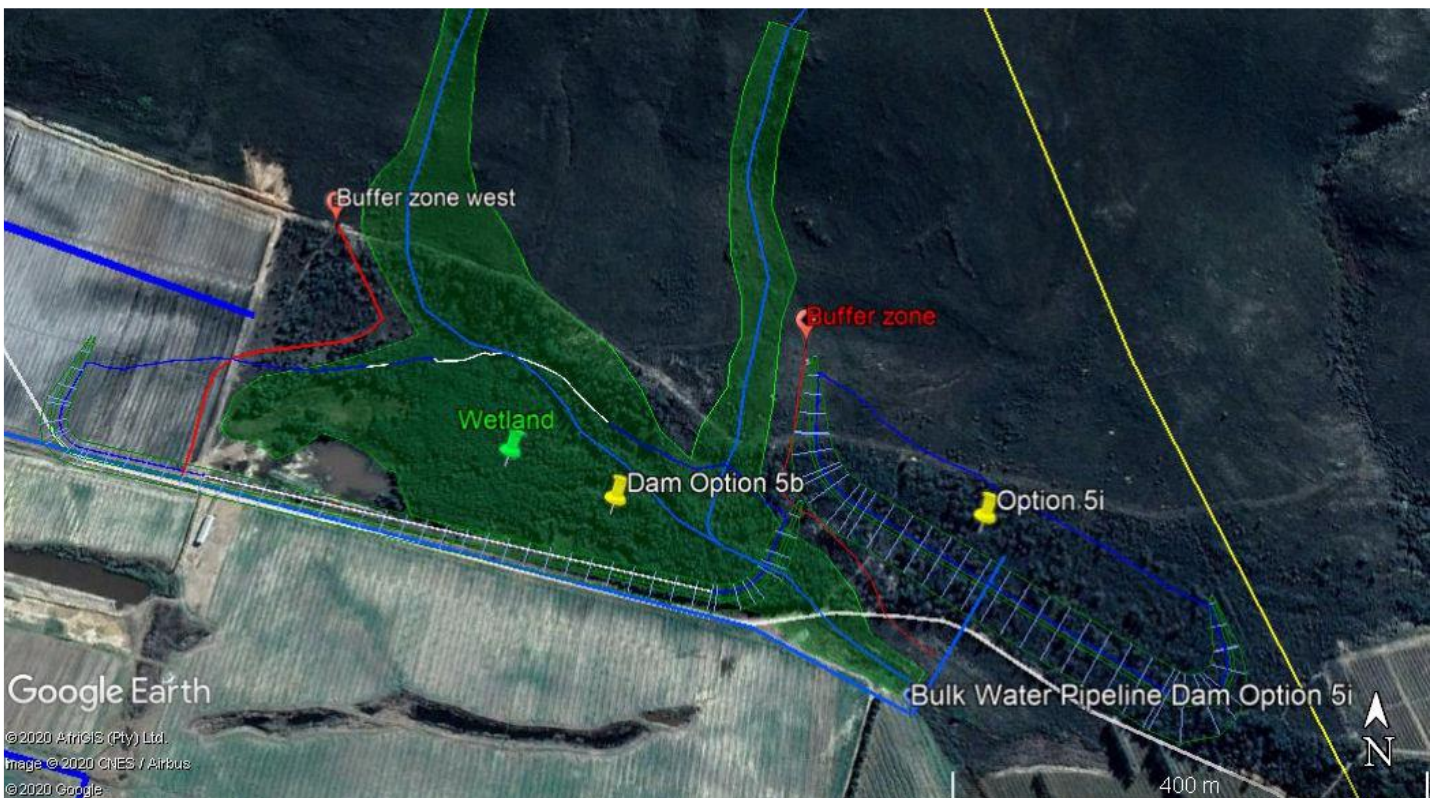 Buffer zone west
Buffer zone
Wetland
Dam Option 5b
Option 5i
Bulk Water Pipeline Dam Option 5i
Google Earth
©2020 AfriGIS (Pty) Ltd.
Image © 2020 CNES / Airbus
©2020 Google
400 m
N